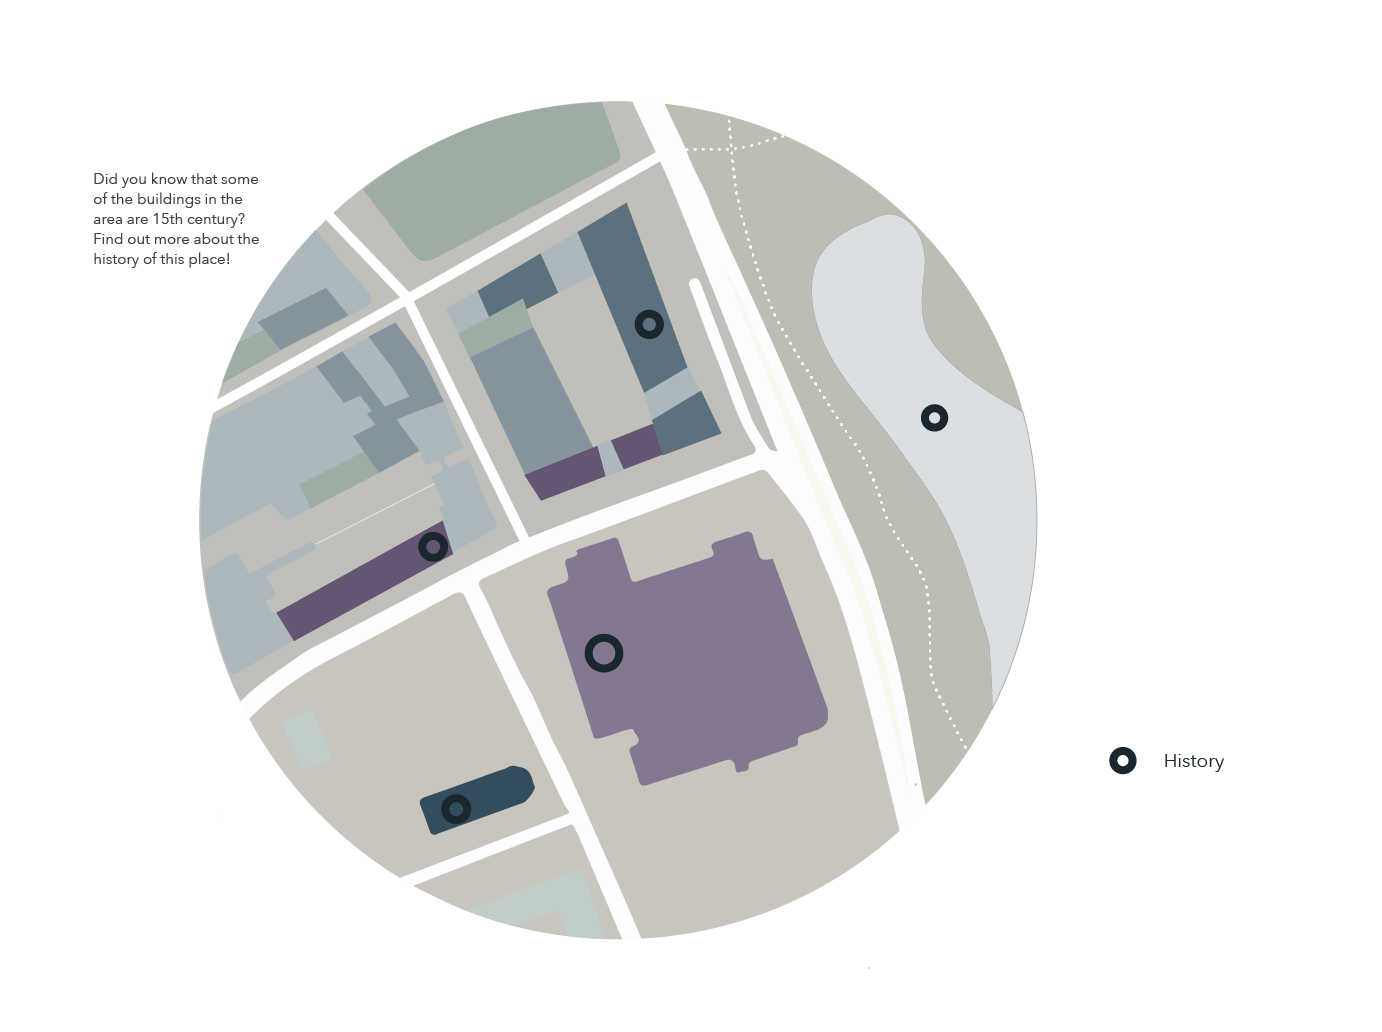 Did you know that some
of the buildings in the
area are 15th century?
Find out more about the
history of this place!
History